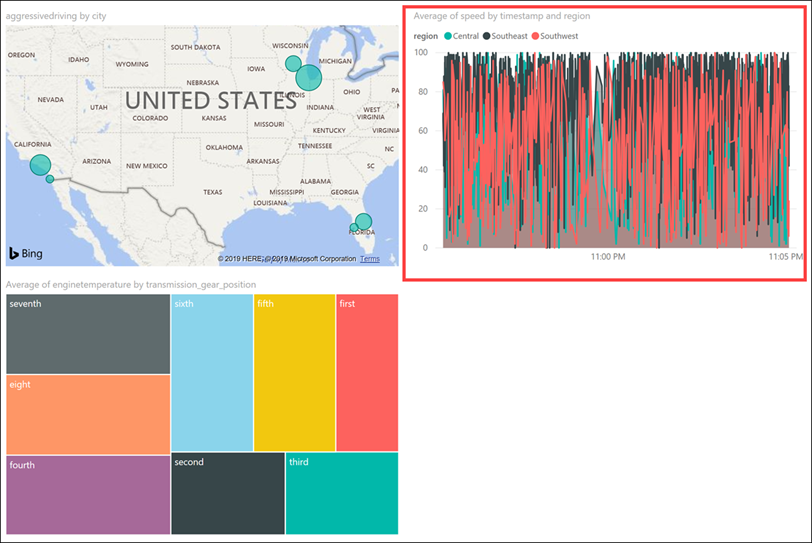 aggressivedriving by city
OREGON
IDAHO
WYOMING
SOUTH DAKOTA
WISCONSIN
MICHIGAN
IOWA
NEBRASKA
NEVADA
UTAH
COLORADO
UNITED STATES
KANSAS
ILLINOIS
INDIANA
OHIO
MISSOURI
WEST
VIRGINIA
KENTUCKY
VIRGINIA
CALIFORNIA
ARIZONA
NEW MEXICO
OKLAHOMA
ARKANSAS
TENNESSEE
NC
SC
TEXAS
MISSISSIPPI
ALABAMA
GEORGIA
LOUISIANA
FLORIDA
Bing
© 2019 HERE, © 2019 Microsoft Corporation Terms
Average of speed by timestamp and region
region Central Southeast Southwest
100
80
60
40
20
0
11:00 PM 11:05 PM
Average of enginetemperature by transmission_gear_position
seventh
sixth
fifth
first
eight
fourth
second
third